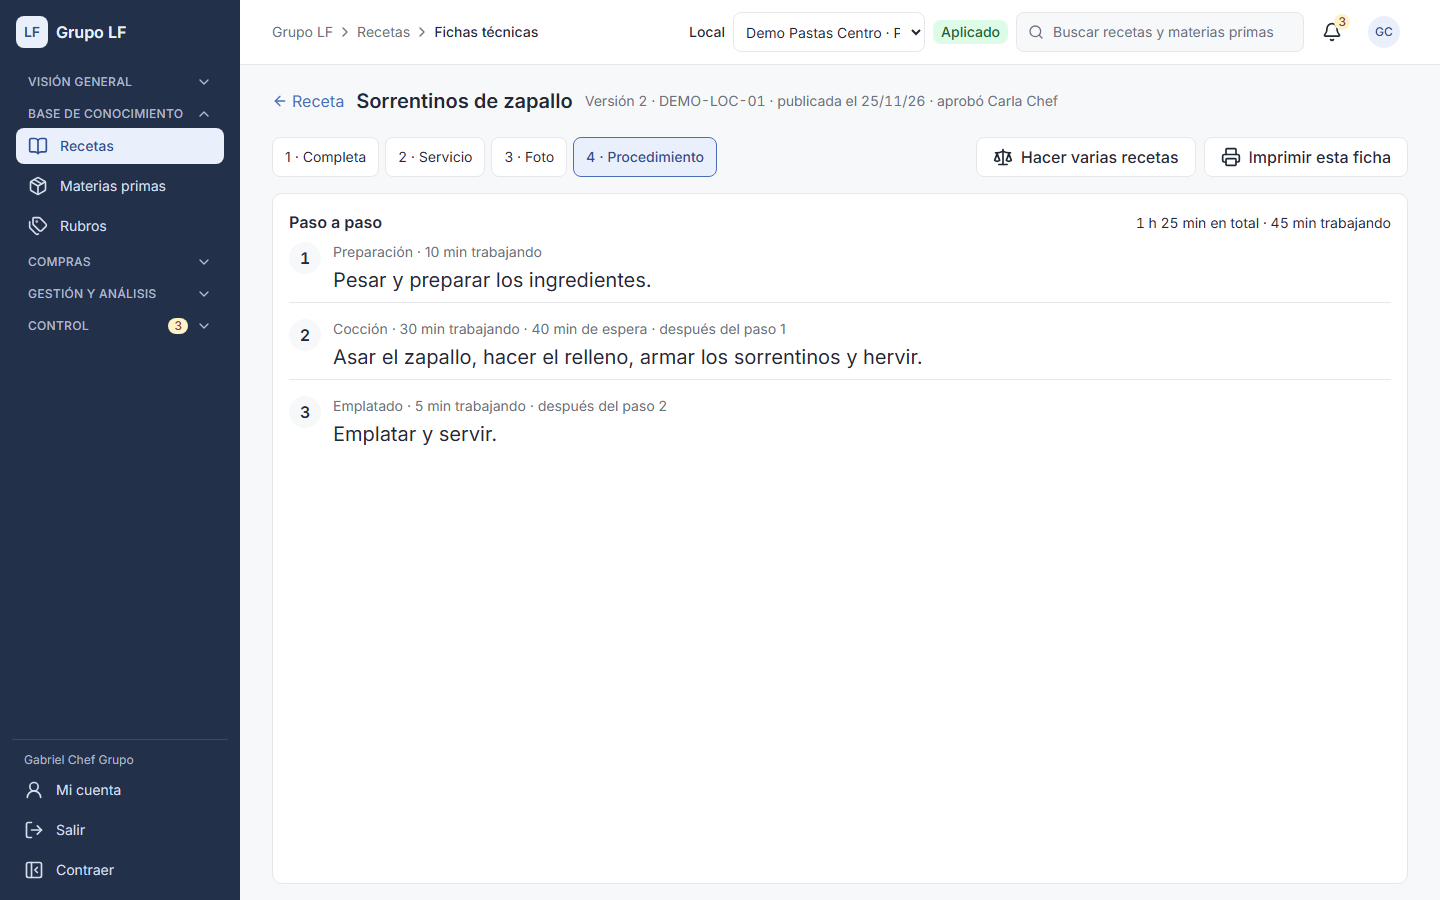 LF Grupo LF
VISIÓN GENERAL
BASE DE CONOCIMIENTO
Recetas
Materias primas
Rubros
COMPRAS
GESTIÓN Y ANÁLISIS
CONTROL 3
Gabriel Chef Grupo
Mi cuenta
Salir
Contraer
Grupo LF > Recetas > Fichas técnicas
Local Demo Pastas Centro · P Aplicado Buscar recetas y materias primas 3 GC
← Receta Sorrentinos de zapallo Versión 2 · DEMO-LOC-01 · publicada el 25/11/26 · aprobó Carla Chef
1 · Completa 2 · Servicio 3 · Foto 4 · Procedimiento Hacer varias recetas Imprimir esta ficha
Paso a paso 1 h 25 min en total · 45 min trabajando
1 Preparación · 10 min trabajando
Pesar y preparar los ingredientes.
2 Cocción · 30 min trabajando · 40 min de espera · después del paso 1
Asar el zapallo, hacer el relleno, armar los sorrentinos y hervir.
3 Emplatado · 5 min trabajando · después del paso 2
Emplatar y servir.